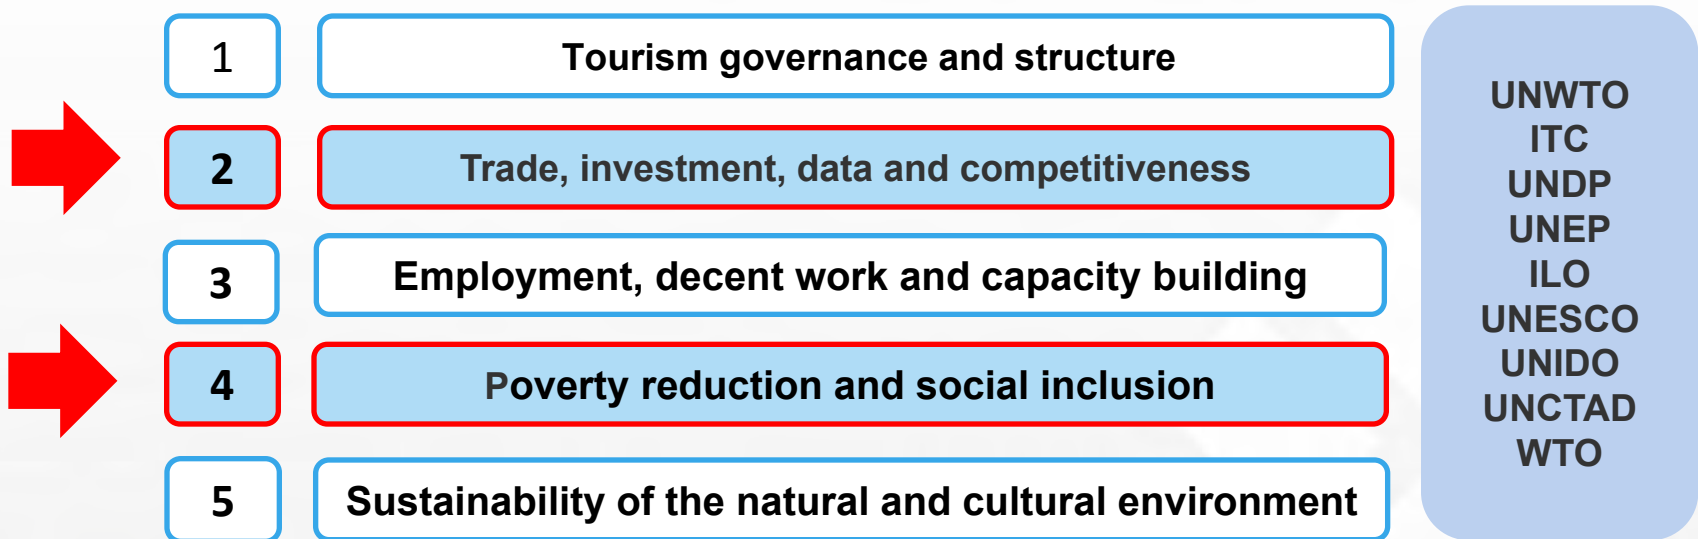 1
Tourism governance and structure
2
Trade, investment, data and competitiveness
3
Employment, decent work and capacity building
4
Poverty reduction and social inclusion
5
Sustainability of the natural and cultural environment
UNWTO
ITC
UNDP
UNEP
ILO
UNESCO
UNIDO
UNCTAD
WTO